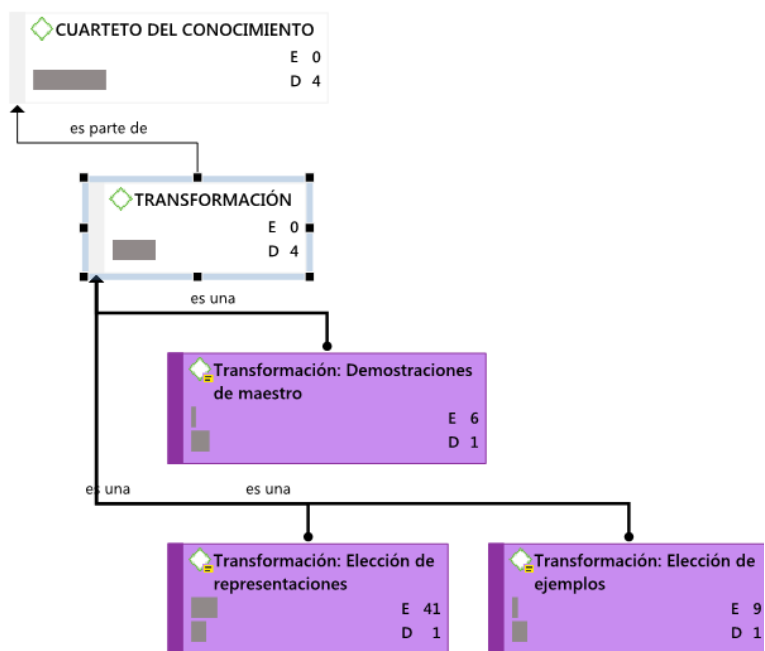 CUARTETO DEL CONOCIMIENTO
E 0
D 4
es parte de
TRANSFORMACIÓN
E 0
D 4
es una
Transformación: Demostraciones
de maestro
E 6
D 1
es una
es una
Transformación: Elección de
representaciones
E 41
D 1
Transformación: Elección de
ejemplos
E 9
D 1